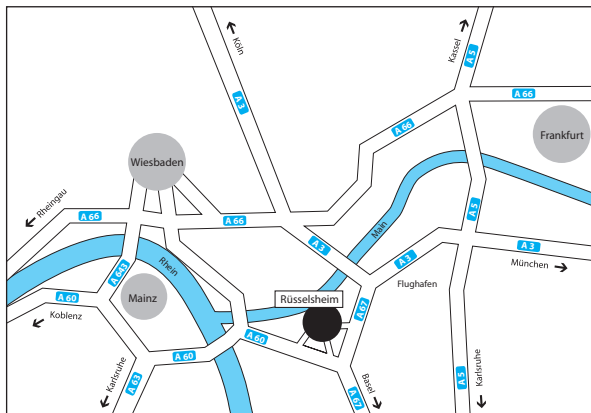 Köln
Kassel
A 5
A 3
A 66
A 66
Frankfurt
Wiesbaden
Rheingau
A 66
A 66
A 5
Main
A 3
A 3
A 3
München
Rhein
A 643
Flughafen
Mainz
Rüsselsheim
A 60
Koblenz
A 67
A 60
A 60
Karlsruhe
A 63
Basel
A 67
A 5
Karlsruhe